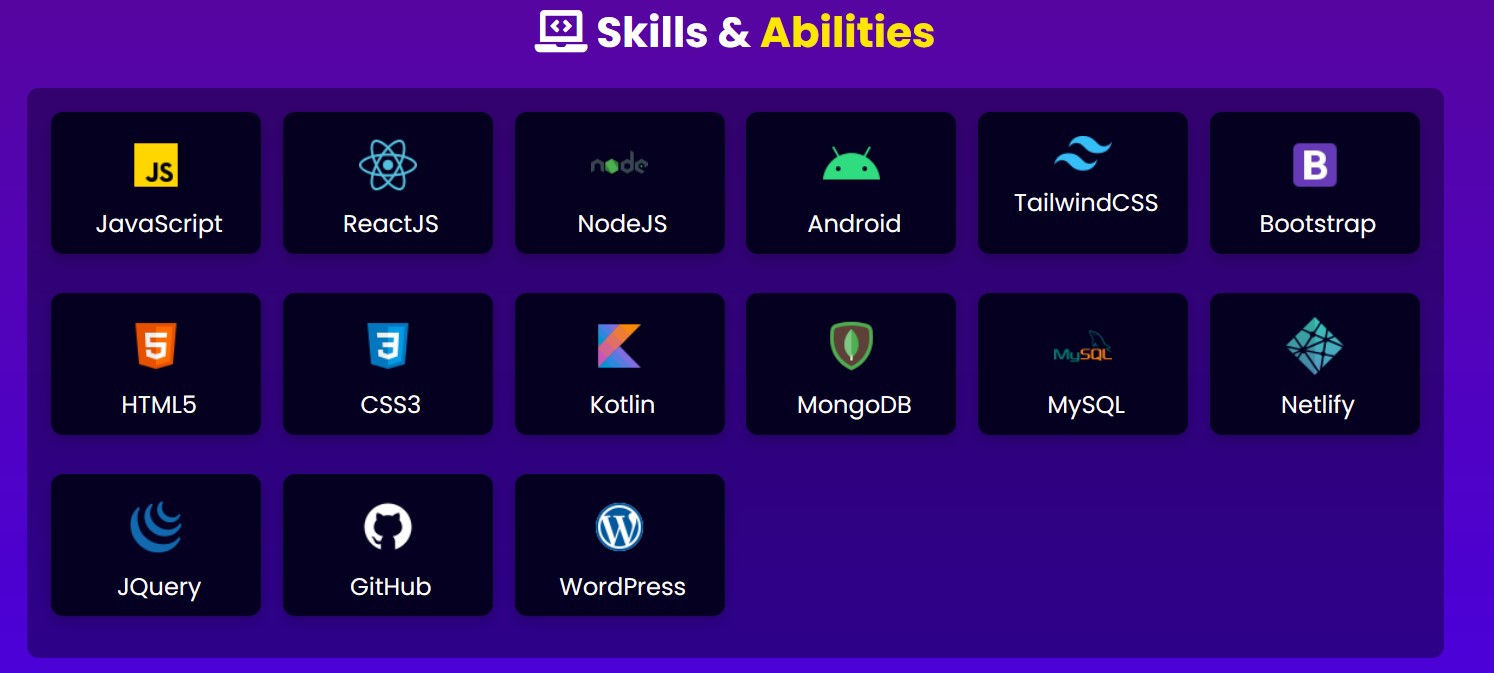 Skills & Abilities
JS
node
B
JavaScript ReactJS NodeJS Android TailwindCSS Bootstrap
5
3
MySQL
HTML5 CSS3 Kotlin MongoDB MySQL Netlify
W
JQuery GitHub WordPress